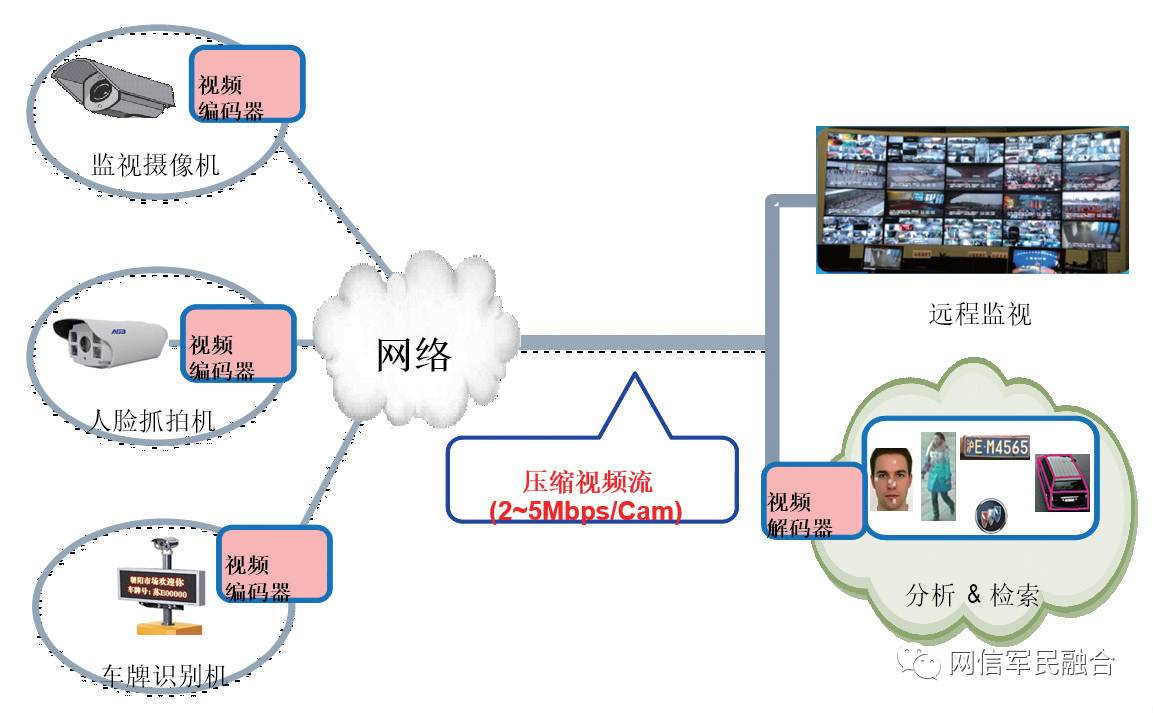 视频
编码器
监视摄像机
AEB
视频
编码器
人脸抓拍机
视频
编码器
朝阳市场欢迎你
车牌号:苏E00000
车牌识别机
网络
压缩视频流
(2~5Mbps/Cam)
远程监视
沪E·M4565
视频
解码器
分析 & 检索
网信军民融合